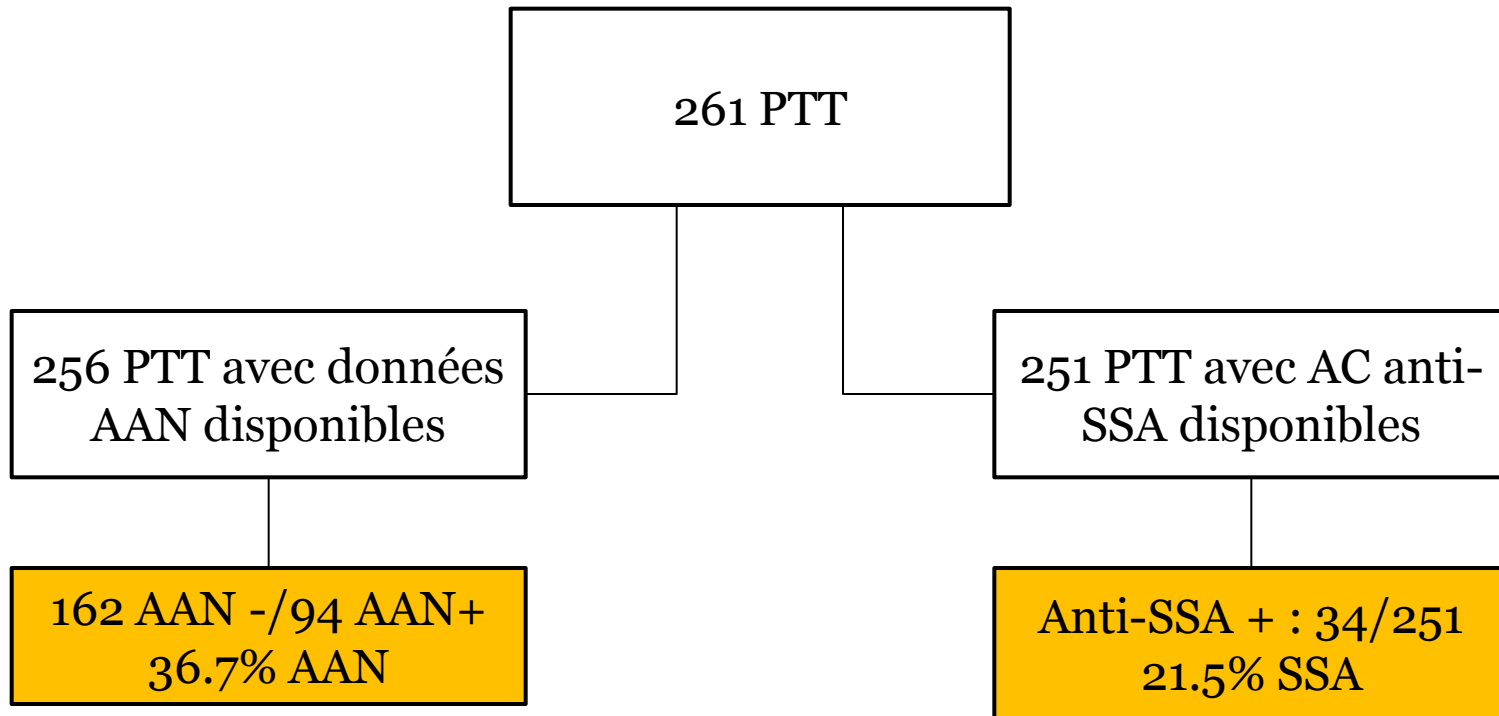 261 PTT
256 PTT avec données
AAN disponibles
251 PTT avec AC anti-
SSA disponibles
162 AAN -/94 AAN+
36.7% AAN
Anti-SSA + : 34/251
21.5% SSA